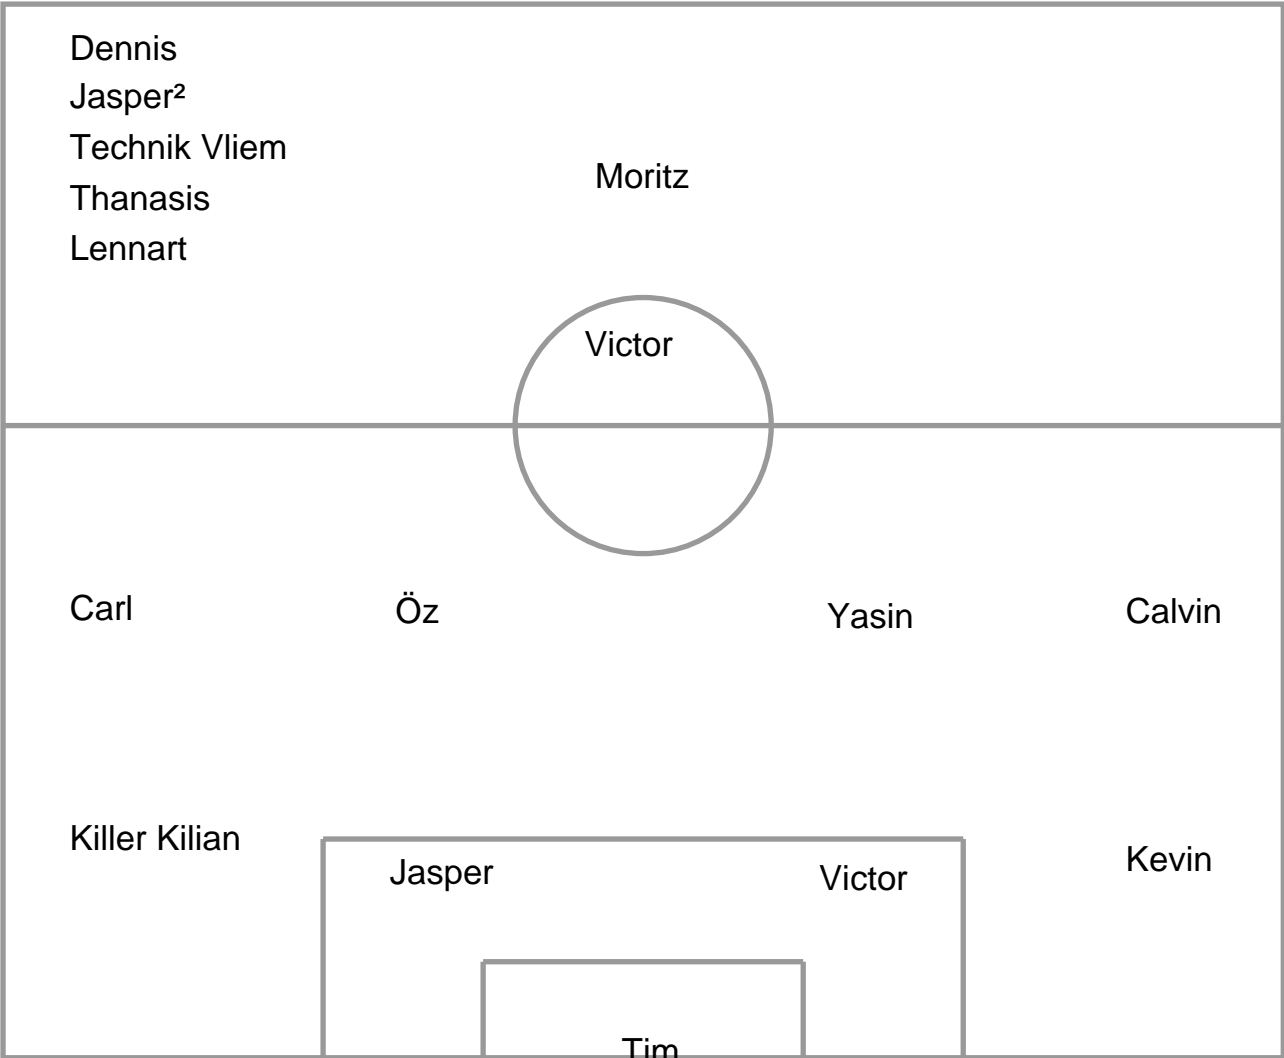 Dennis
Jasper²
Technik Vliem
Thanasis
Lennart
Moritz
Victor
Carl Öz Yasin Calvin
Killer Kilian Jasper Victor Kevin
Tim